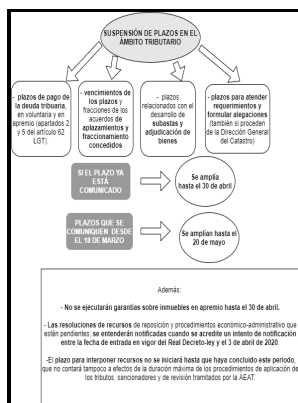 SUSPENSIÓN DE PLAZOS EN EL
ÁMBITO TRIBUTARIO
- plazos de pago de
la deuda tribuaria,
en voluntaria y en
apremio (apartados 2
y 5 del artículo 62
LGT).
- vencimientos de
los plazos y fracciones
de los acuerdos de
aplazamientos y
fraccionamiento
concedidos
- plazos
relacionados con el
desarrollo de
subastas y
adjudicación de
bienes
- plazos para atender
requerimientos y
formular alegaciones
(también si proceden
de la Dirección General
del Catastro)
SI EL PLAZO YA
ESTÁ
COMUNICADO
Se amplía
hasta el 30 de abril
PLAZOS QUE SE
COMUNIQUEN DESDE
EL 18 DE MARZO
Se amplían hasta el
20 de mayo
Además:
- No se ejecutarán garantías sobre inmuebles en apremio hasta el 30 de abril.
- Las resoluciones de recursos de reposición y procedimientos económico-administrativo que
estén pendientes, se entenderán notificadas cuando se acredite un intento de notificación
entre la fecha de entrada en vigor del Real Decreto-ley y el 3 de abril de 2020.
-El plazo para interponer recursos no se iniciará hasta que haya concluido este periodo,
que no contará tampoco a efectos de la duración máxima de los procedimientos de aplicación de
los tributos, sancionadores y de revisión tramitados por la AEAT.